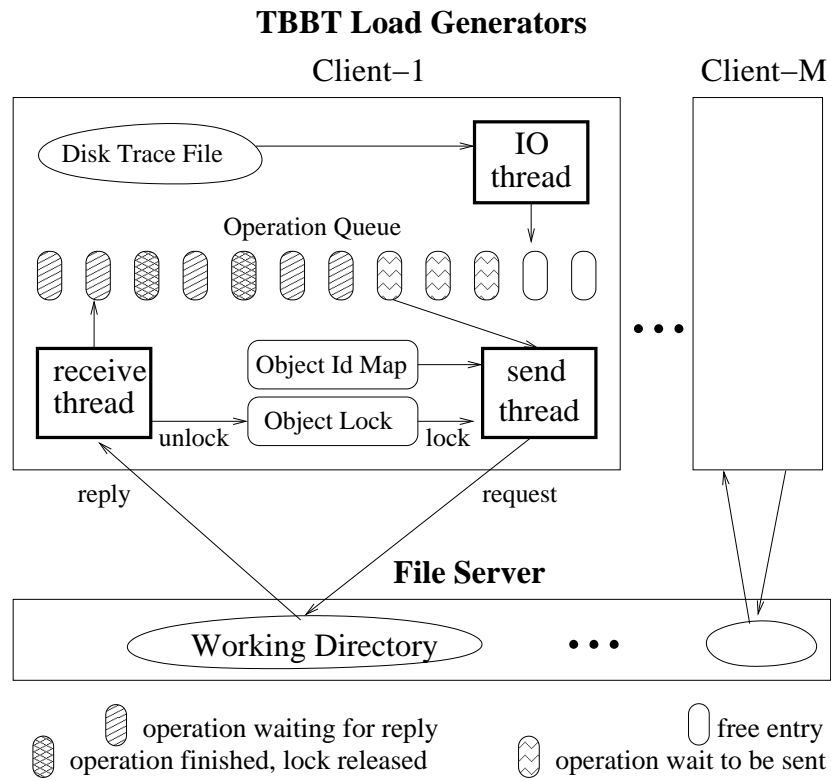 TBBT Load Generators
Client–1
Client–M
Disk Trace File
IO
thread
Operation Queue
receive
thread
Object Id Map
send
thread
unlock
Object Lock
lock
reply
request
File Server
Working Directory
operation waiting for reply
free entry
operation finished, lock released
operation wait to be sent